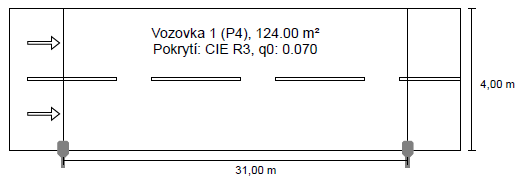 Vozovka 1 (P4), 124.00 m²
Pokrytí: CIE R3, q0: 0.070
4,00 m
31,00 m